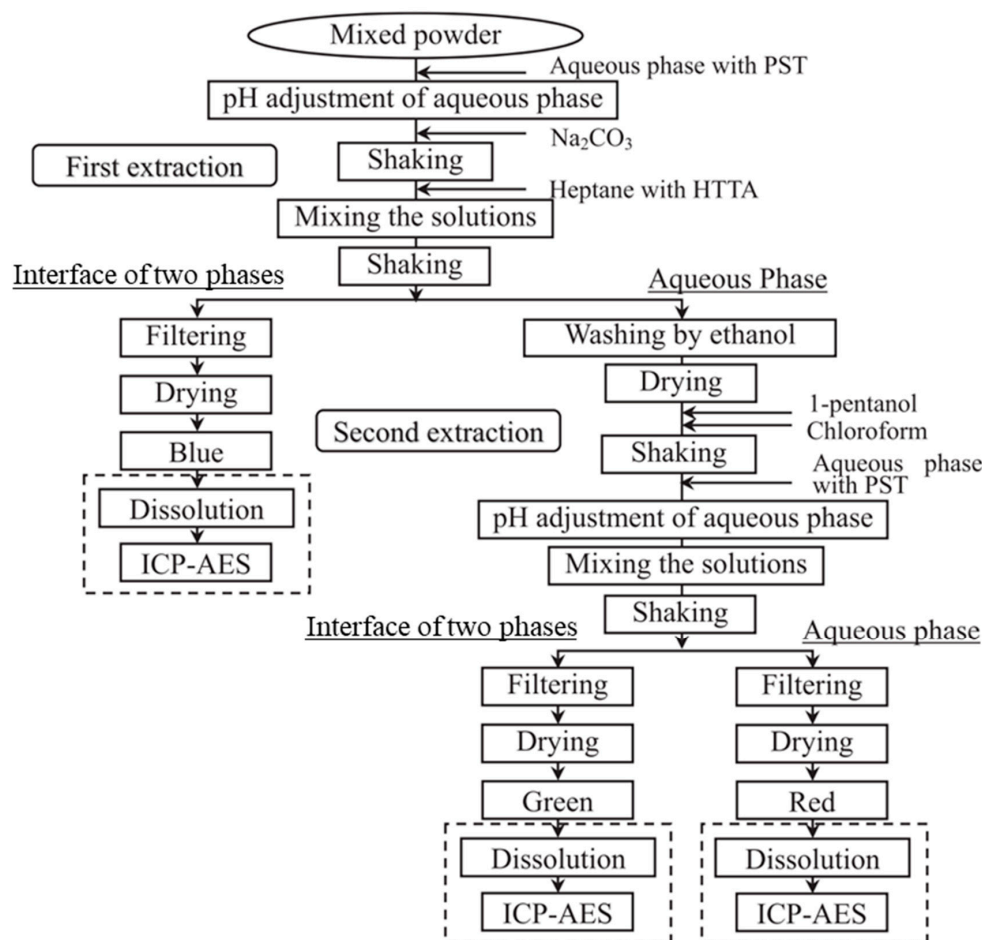 Mixed powder
Aqueous phase with PST
pH adjustment of aqueous phase
Na₂CO₃
First extraction
Shaking
Heptane with HTTA
Mixing the solutions
Shaking
Interface of two phases
Aqueous Phase
Filtering
Washing by ethanol
Drying
Drying
1-pentanol
Chloroform
Second extraction
Blue
Shaking
Aqueous phase
with PST
Dissolution
pH adjustment of aqueous phase
ICP-AES
Mixing the solutions
Shaking
Interface of two phases
Aqueous phase
Filtering
Filtering
Drying
Drying
Green
Red
Dissolution
Dissolution
ICP-AES
ICP-AES